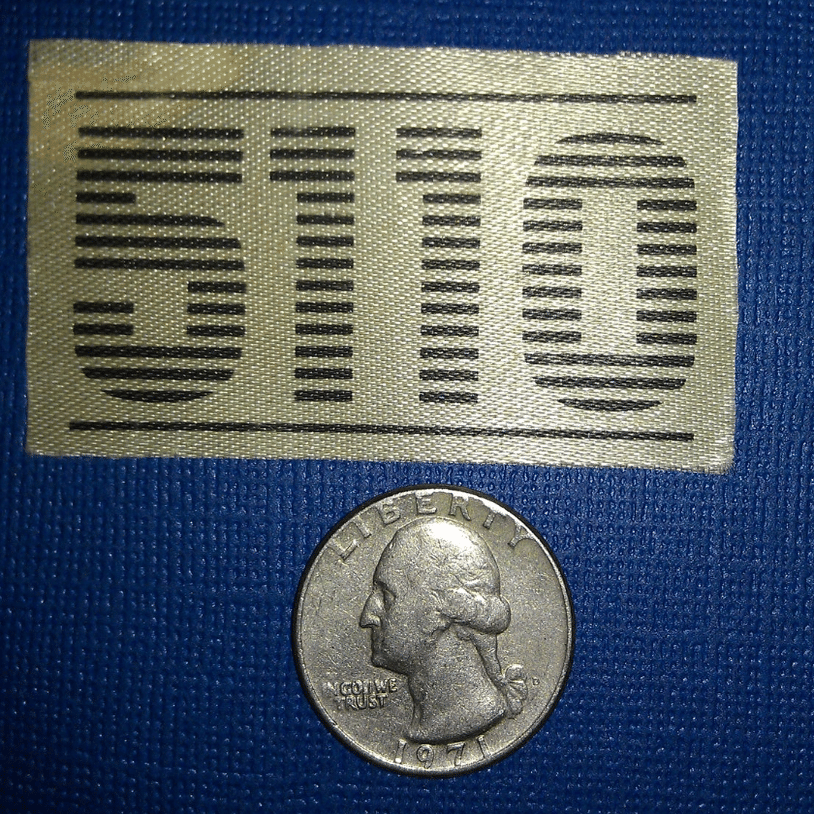 5110
LIBERTY
IN GOD WE
TRUST
D
1971